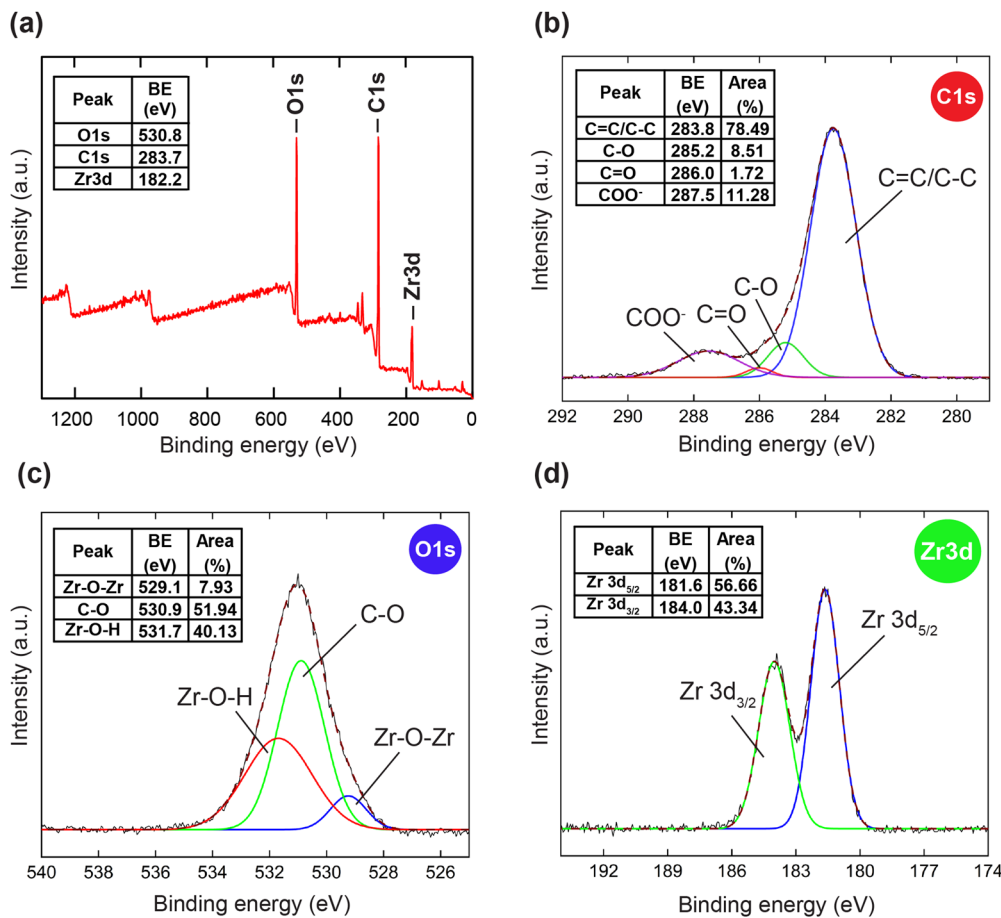 (a)
Peak BE (eV)
O1s 530.8
C1s 283.7
Zr3d 182.2
O1s
C1s
Zr3d
Intensity (a.u.)
1200 1000 800 600 400 200 0
Binding energy (eV)
(b)
Peak BE (eV) Area (%)
C=C/C-C 283.8 78.49
C-O 285.2 8.51
C=O 286.0 1.72
COO⁻ 287.5 11.28
C1s
C=C/C-C
C-O
C=O
COO⁻
Intensity (a.u.)
292 290 288 286 284 282 280
Binding energy (eV)
(c)
Peak BE (eV) Area (%)
Zr-O-Zr 529.1 7.93
C-O 530.9 51.94
Zr-O-H 531.7 40.13
O1s
C-O
Zr-O-H
Zr-O-Zr
Intensity (a.u.)
540 538 536 534 532 530 528 526
Binding energy (eV)
(d)
Peak BE (eV) Area (%)
Zr 3d5/2 181.6 56.66
Zr 3d3/2 184.0 43.34
Zr3d
Zr 3d5/2
Zr 3d3/2
Intensity (a.u.)
192 189 186 183 180 177 174
Binding energy (eV)